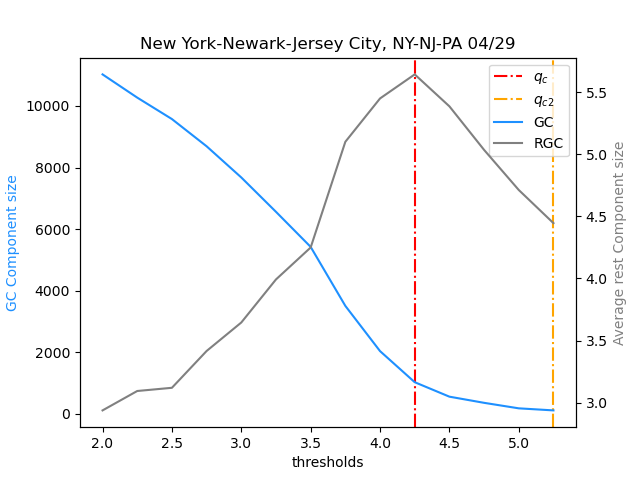 New York-Newark-Jersey City, NY-NJ-PA 04/29
GC Component size
10000
8000
6000
4000
2000
0
2.0 2.5 3.0 3.5 4.0 4.5 5.0
thresholds
5.5
5.0
4.5
4.0
3.5
3.0
Average rest Component size
q_c
q_{c2}
GC
RGC